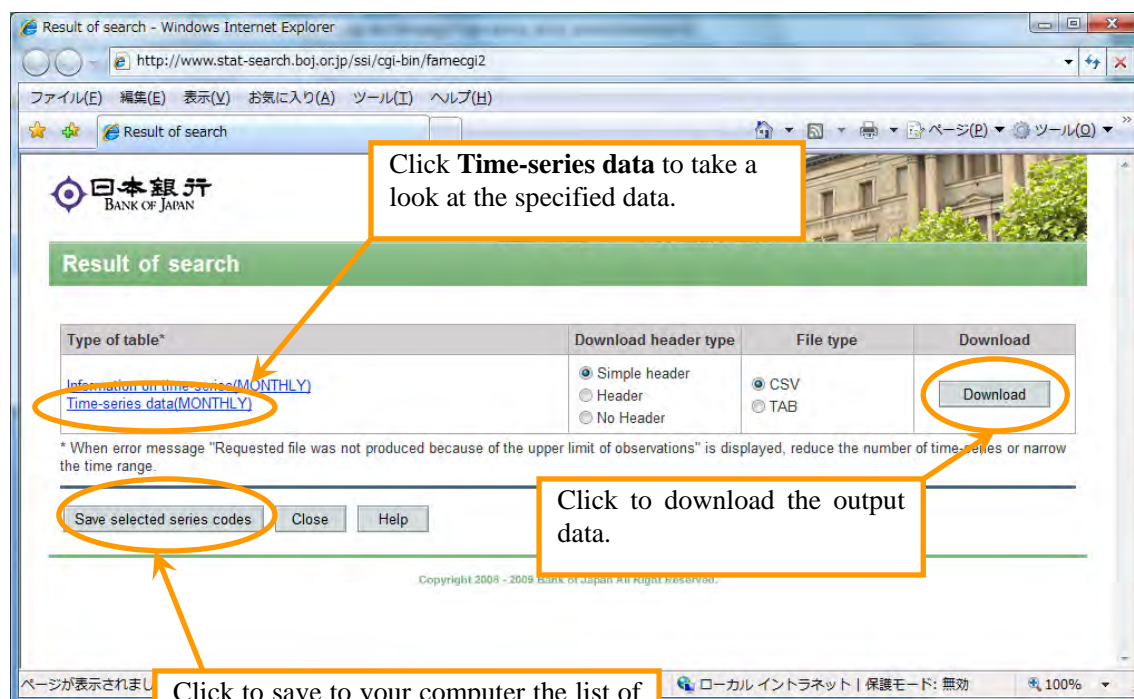 Result of search - Windows Internet Explorer
http://www.stat-search.boj.or.jp/ssi/cgi-bin/famecgi2
ファイル(F) 編集(E) 表示(V) お気に入り(A) ツール(T) ヘルプ(H)
Result of search
ページ(P) ツール(O)
Click Time-series data to take a
look at the specified data.
日本銀行
BANK OF JAPAN
Result of search
Type of table* Download header type File type Download
Information on time-series(MONTHLY)
Time-series data(MONTHLY)
Simple header
Header
No Header
CSV
TAB
Download
* When error message "Requested file was not produced because of the upper limit of observations" is displayed, reduce the number of time-series or narrow
the time range.
Click to download the output
data.
Save selected series codes Close Help
Copyright 2008 - 2009 Bank of Japan All Right Reserved.
Click to save to your computer the list of
ページが表示されまし ローカル イントラネット | 保護モード: 無効 100%